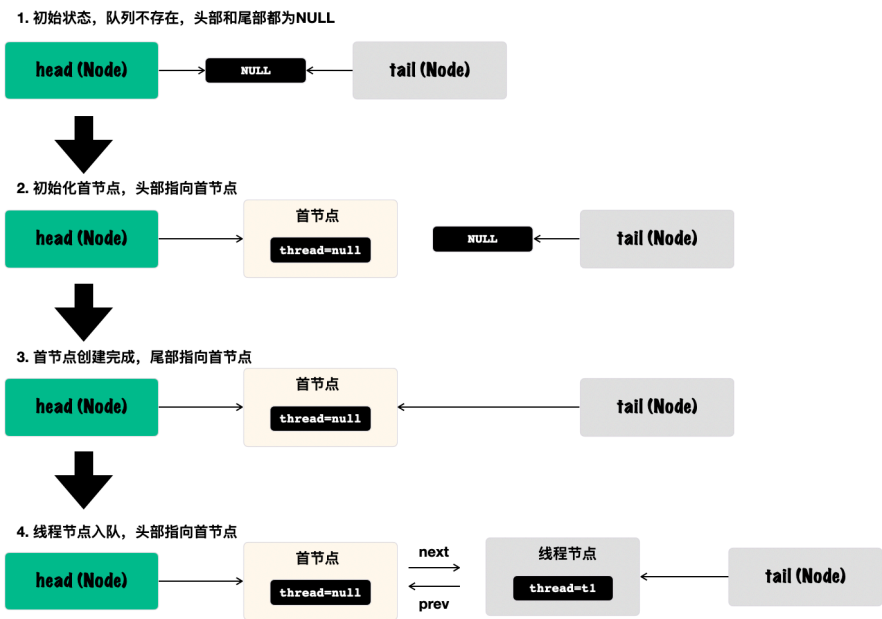 1. 初始状态，队列不存在，头部和尾部都为NULL
head (Node)
NULL
tail (Node)
2. 初始化首节点，头部指向首节点
head (Node)
首节点
thread=null
NULL
tail (Node)
3. 首节点创建完成，尾部指向首节点
head (Node)
首节点
thread=null
tail (Node)
4. 线程节点入队，头部指向首节点
head (Node)
首节点
thread=null
next
prev
线程节点
thread=t1
tail (Node)